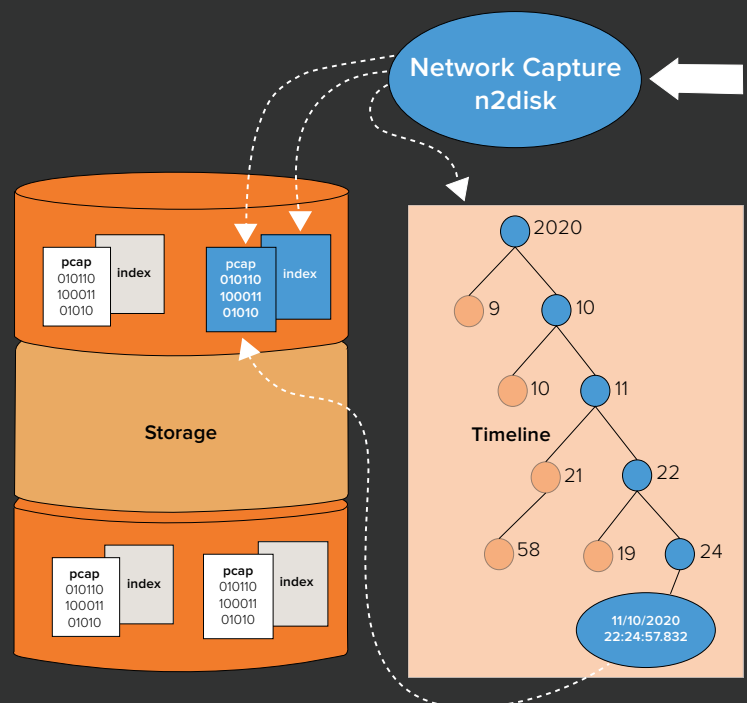 Network Capture
n2disk
pcap
010110
100011
01010
index
pcap
010110
100011
01010
index
Storage
pcap
010110
100011
01010
index
pcap
010110
100011
01010
index
2020
9
10
10
11
Timeline
21
22
58
19
24
11/10/2020
22:24:57.832